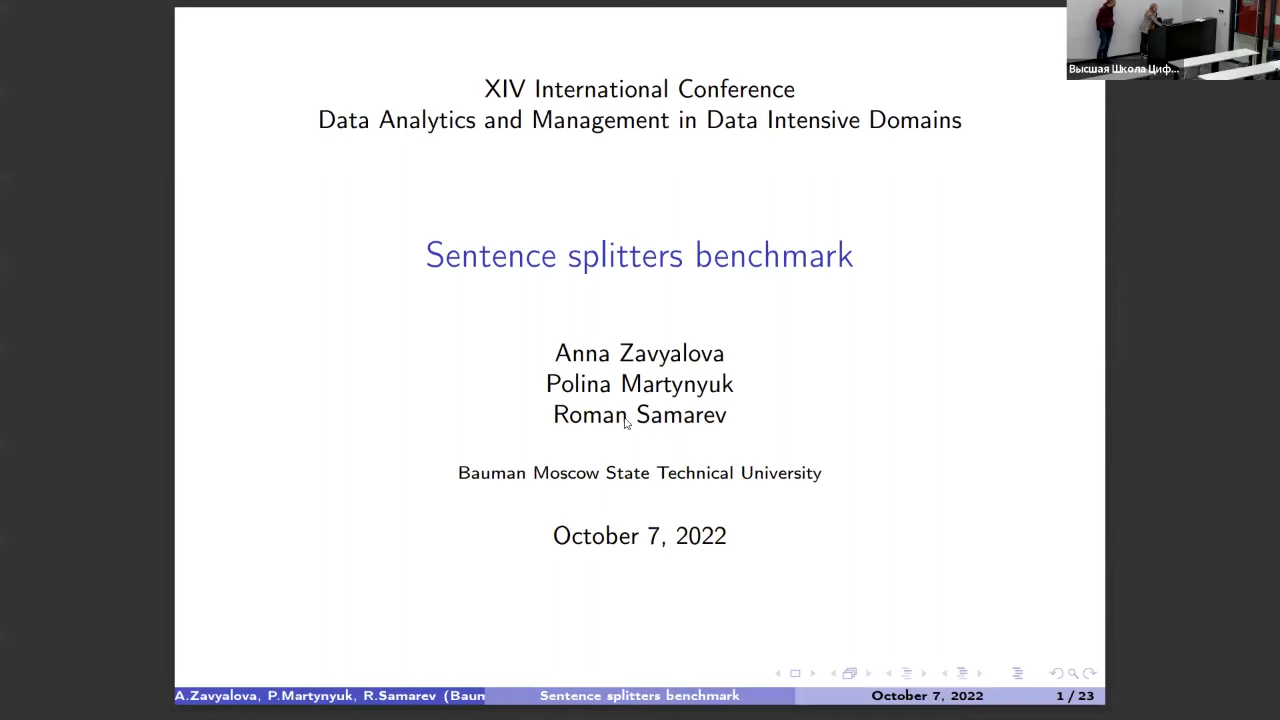 XIV International Conference
Data Analytics and Management in Data Intensive Domains
Sentence splitters benchmark
Anna Zavyalova
Polina Martynyuk
Roman Samarev
Bauman Moscow State Technical University
October 7, 2022
A.Zavyalova, P.Martynyuk, R.Samarev (Baum
Sentence splitters benchmark
October 7, 2022
1 / 23
Высшая Школа Циф...